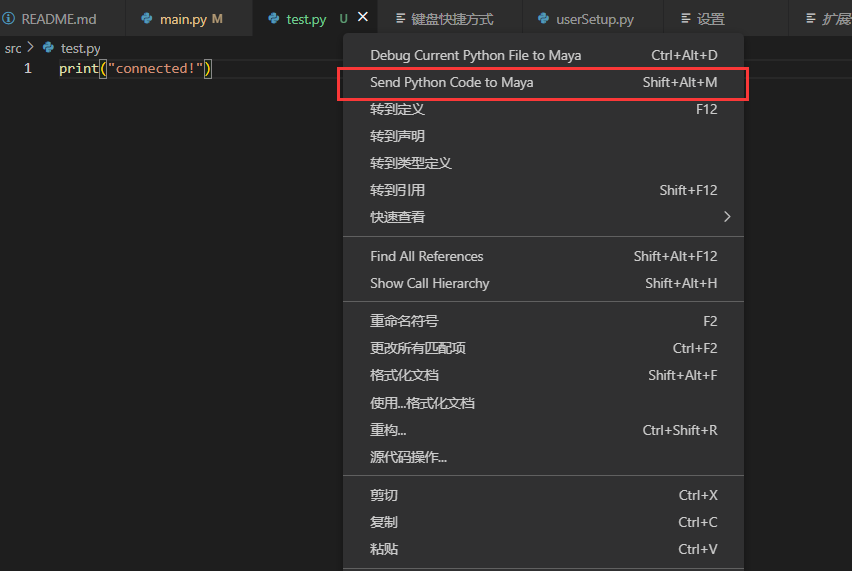 README.md main.py M test.py U 键盘快捷方式 userSetup.py 设置
src > test.py
1 print("connected!")
Debug Current Python File to Maya Ctrl+Alt+D
Send Python Code to Maya Shift+Alt+M
转到定义 F12
转到声明
转到类型定义
转到引用 Shift+F12
快速查看
Find All References Shift+Alt+F12
Show Call Hierarchy Shift+Alt+H
重命名符号 F2
更改所有匹配项 Ctrl+F2
格式化文档 Shift+Alt+F
使用...格式化文档
重构... Ctrl+Shift+R
源代码操作...
剪切 Ctrl+X
复制 Ctrl+C
粘贴 Ctrl+V